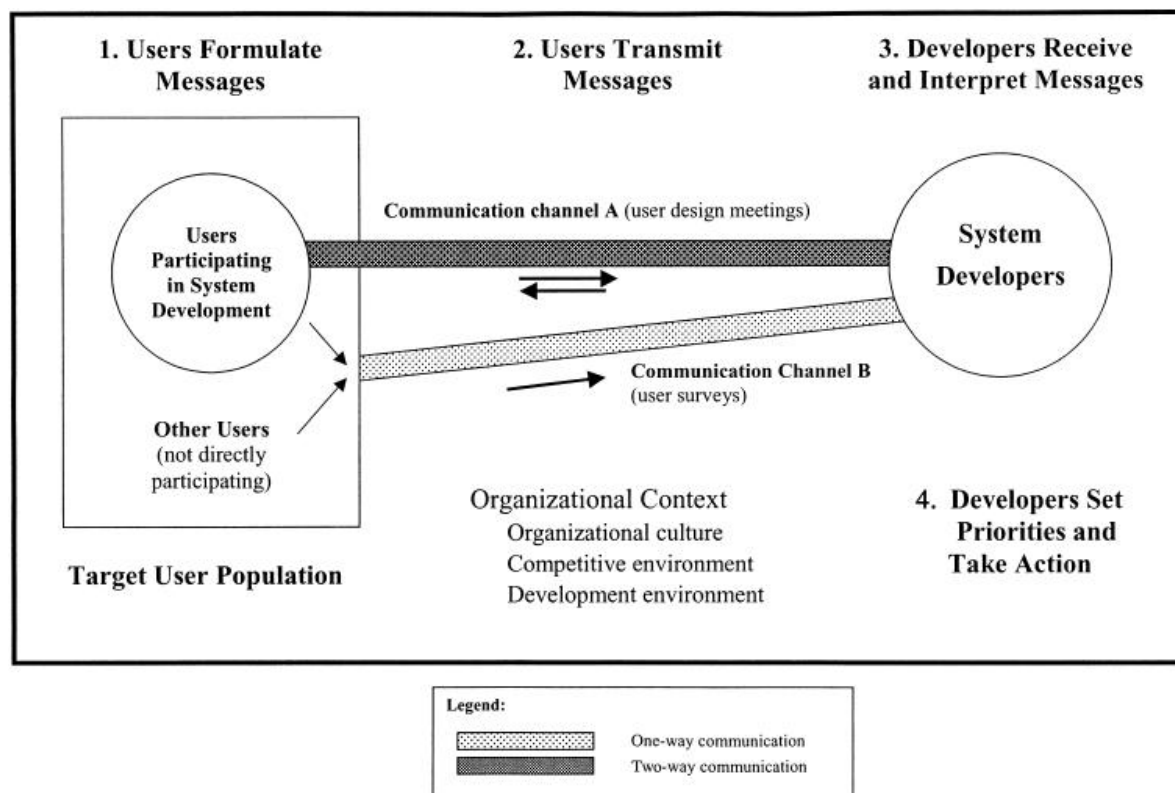 1. Users Formulate
Messages
2. Users Transmit
Messages
3. Developers Receive
and Interpret Messages
Communication channel A (user design meetings)
Users
Participating
in System
Development
System
Developers
Communication Channel B
(user surveys)
Other Users
(not directly
participating)
Organizational Context
Organizational culture
Competitive environment
Development environment
4. Developers Set
Priorities and
Take Action
Target User Population
Legend:
One-way communication
Two-way communication